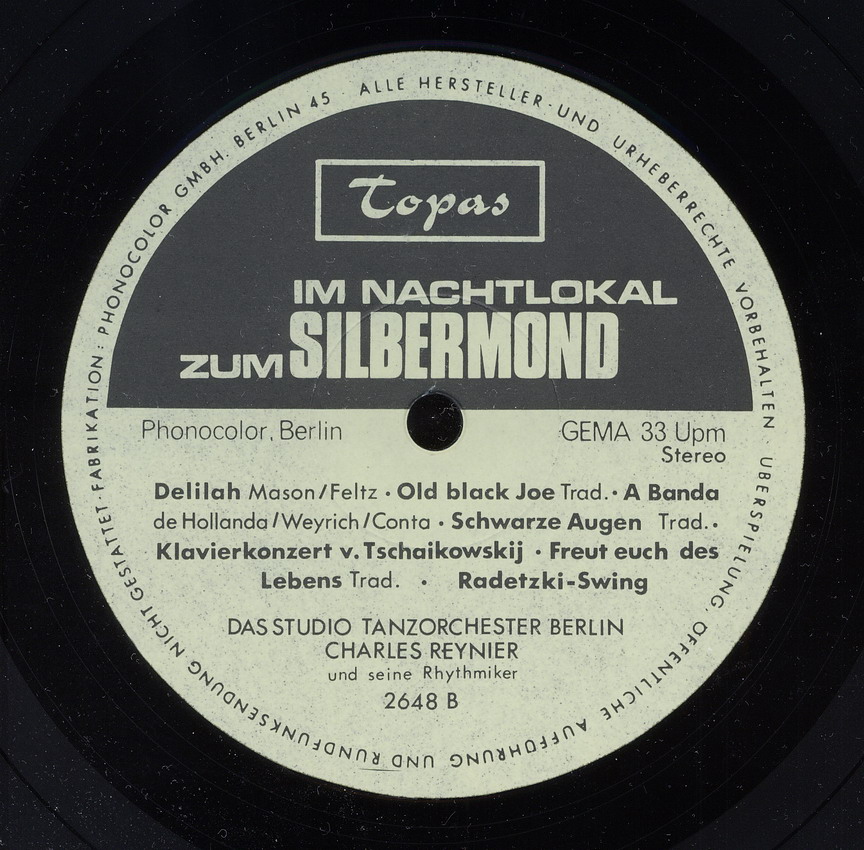 FABRIKATION: PHONOCOLOR GMBH. BERLIN 45 · ALLE HERSTELLER- UND URHEBERRECHTE VORBEHALTEN · ÜBERSPIELUNG, ÖFFENTLICHE AUFFÜHRUNG UND RUNDFUNKSENDUNG NICHT GESTATTET ·
Topas
IM NACHTLOKAL
ZUM SILBERMOND
Phonocolor, Berlin GEMA 33 Upm
Stereo
Delilah Mason/Feltz · Old black Joe Trad. · A Banda
de Hollanda/Weyrich/Conta · Schwarze Augen Trad. ·
Klavierkonzert v. Tschaikowskij · Freut euch des
Lebens Trad. · Radetzki-Swing
DAS STUDIO TANZORCHESTER BERLIN
CHARLES REYNIER
und seine Rhythmiker
2648 B